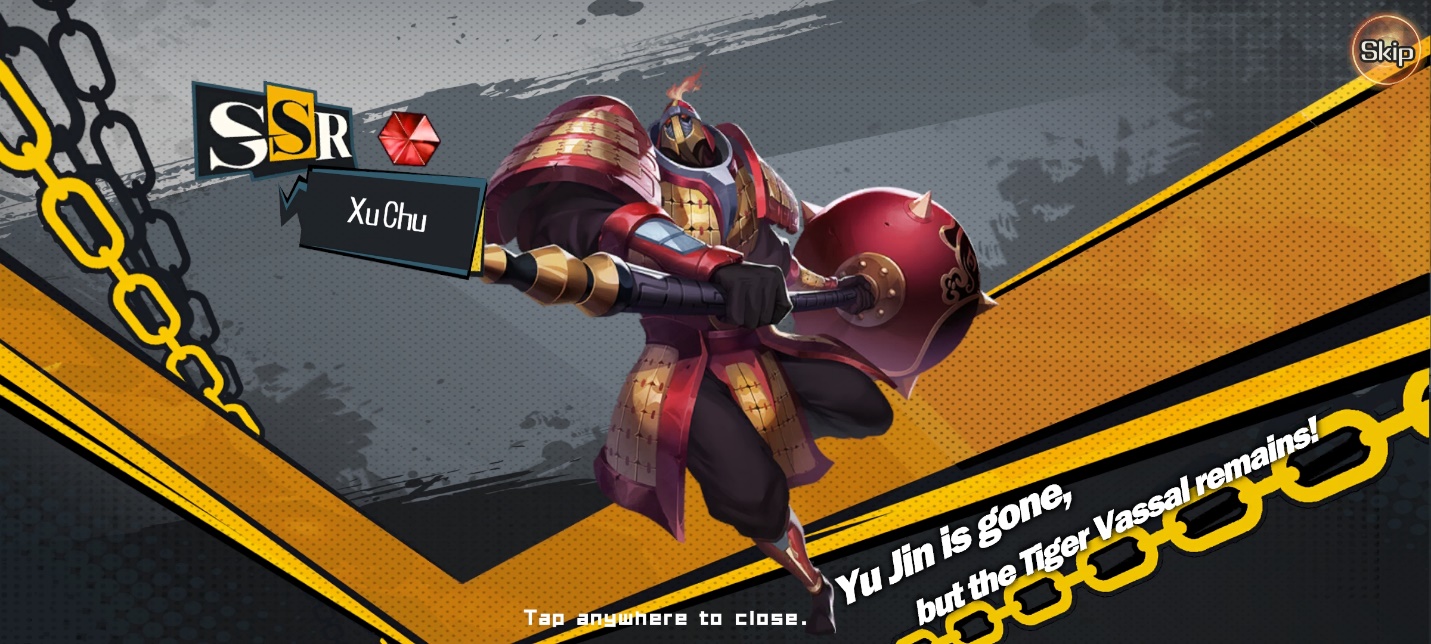 Skip
SSR
Xu Chu
Yu Jin is gone,
but the Tiger Vassal remains!
Tap anywhere to close.